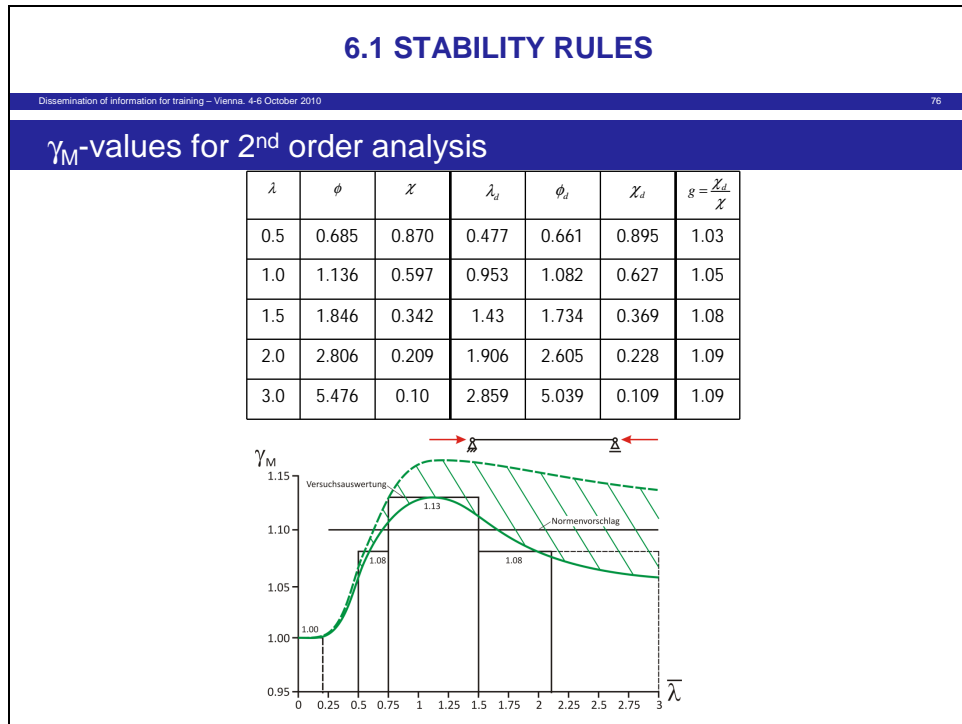 6.1 STABILITY RULES
Dissemination of information for training – Vienna. 4-6 October 2010 76
γM-values for 2nd order analysis
λ ϕ χ λd ϕd χd g = χd/χ
0.5 0.685 0.870 0.477 0.661 0.895 1.03
1.0 1.136 0.597 0.953 1.082 0.627 1.05
1.5 1.846 0.342 1.43 1.734 0.369 1.08
2.0 2.806 0.209 1.906 2.605 0.228 1.09
3.0 5.476 0.10 2.859 5.039 0.109 1.09
γM
1.15
Versuchsauswertung
1.13
Normenvorschlag
1.10
1.08 1.08
1.05
1.00
1.00
0.95
0 0.25 0.5 0.75 1 1.25 1.5 1.75 2 2.25 2.5 2.75 3
λ̅